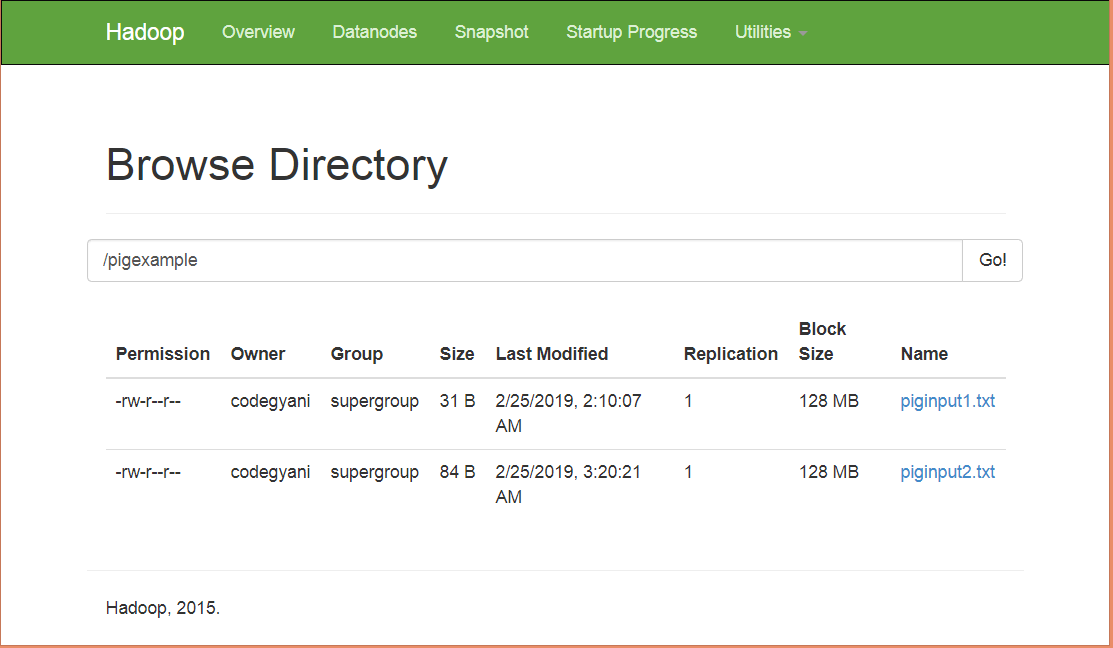 Hadoop Overview Datanodes Snapshot Startup Progress Utilities
Browse Directory
/pigexample Go!
Permission Owner Group Size Last Modified Replication Block Size Name
-rw-r--r-- codegyani supergroup 31 B 2/25/2019, 2:10:07 AM 1 128 MB piginput1.txt
-rw-r--r-- codegyani supergroup 84 B 2/25/2019, 3:20:21 AM 1 128 MB piginput2.txt
Hadoop, 2015.